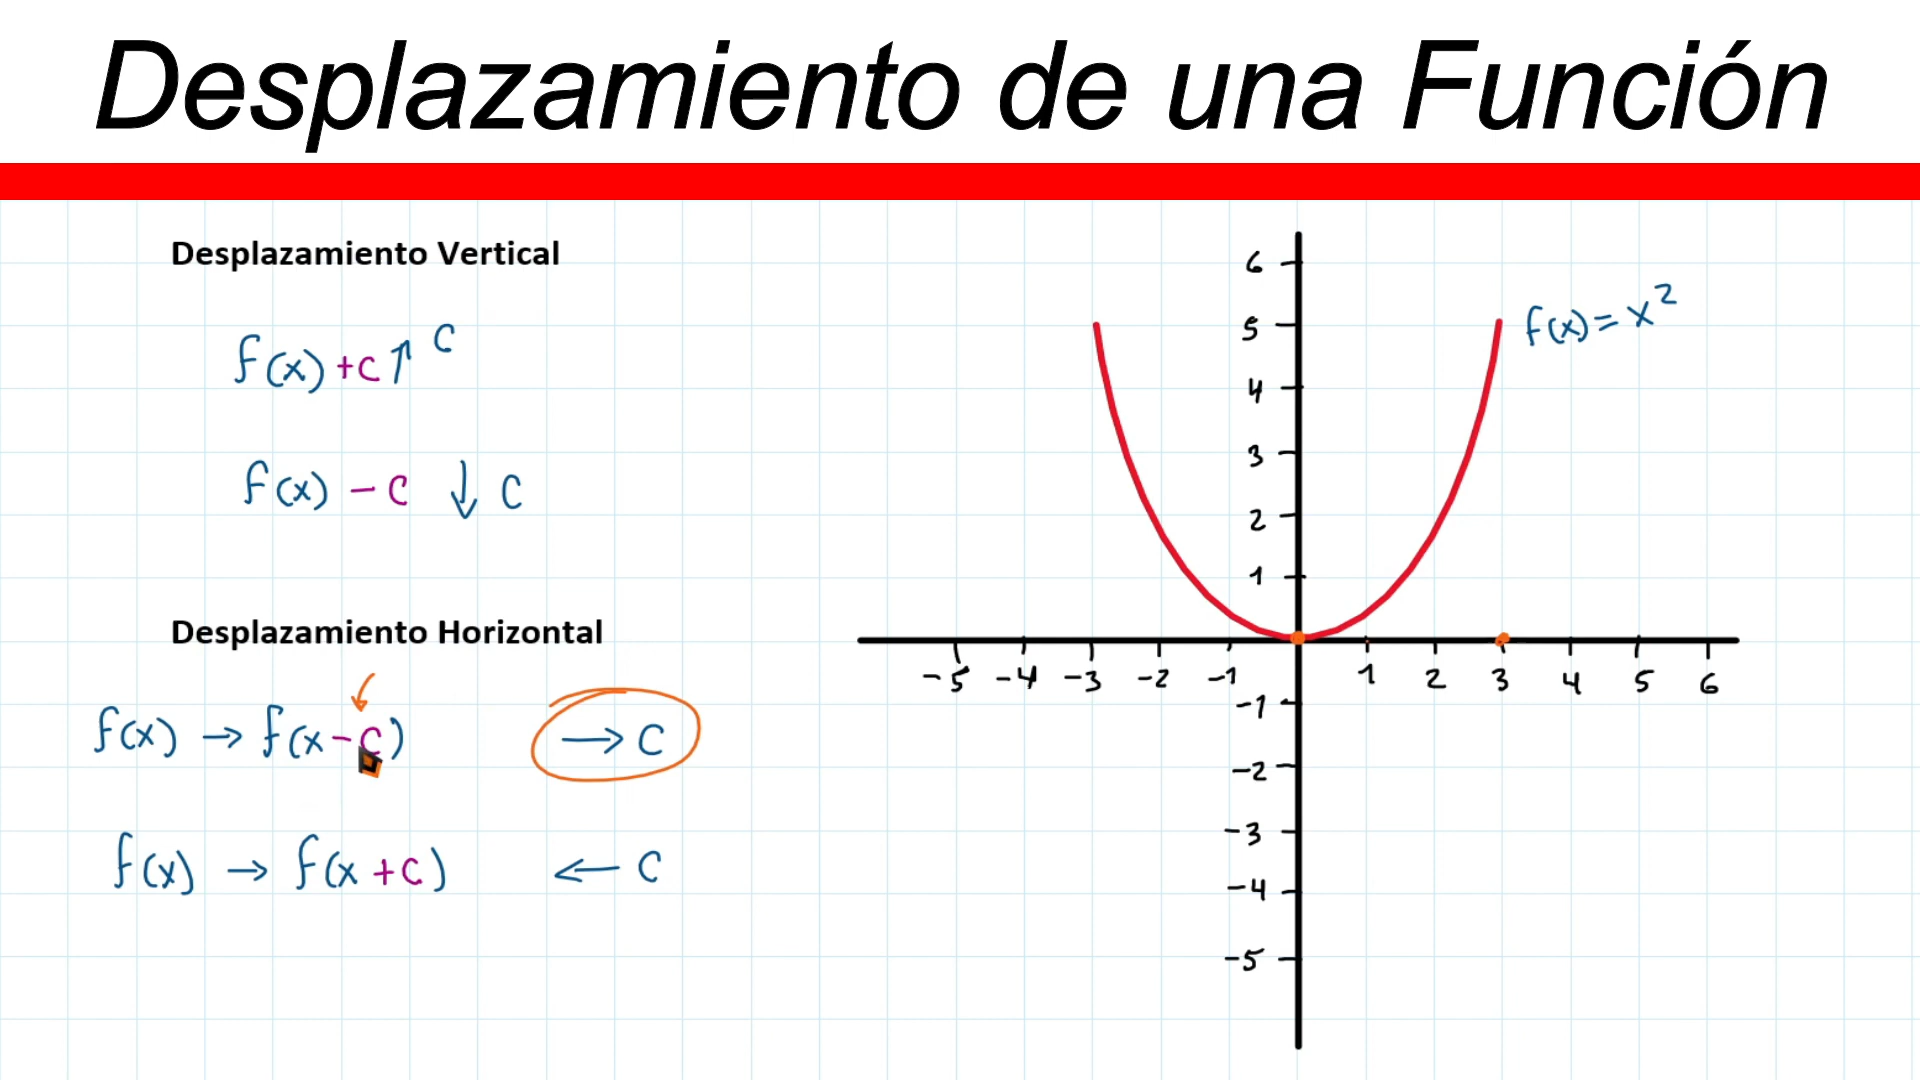 Desplazamiento de una Función
Desplazamiento Vertical
f(x) +c ↑ c
f(x) - c ↓ c
Desplazamiento Horizontal
f(x) → f(x-c) → c
f(x) → f(x+c) ← c
f(x) = x²
6
5
4
3
2
1
-5 -4 -3 -2 -1 1 2 3 4 5 6
-1
-2
-3
-4
-5